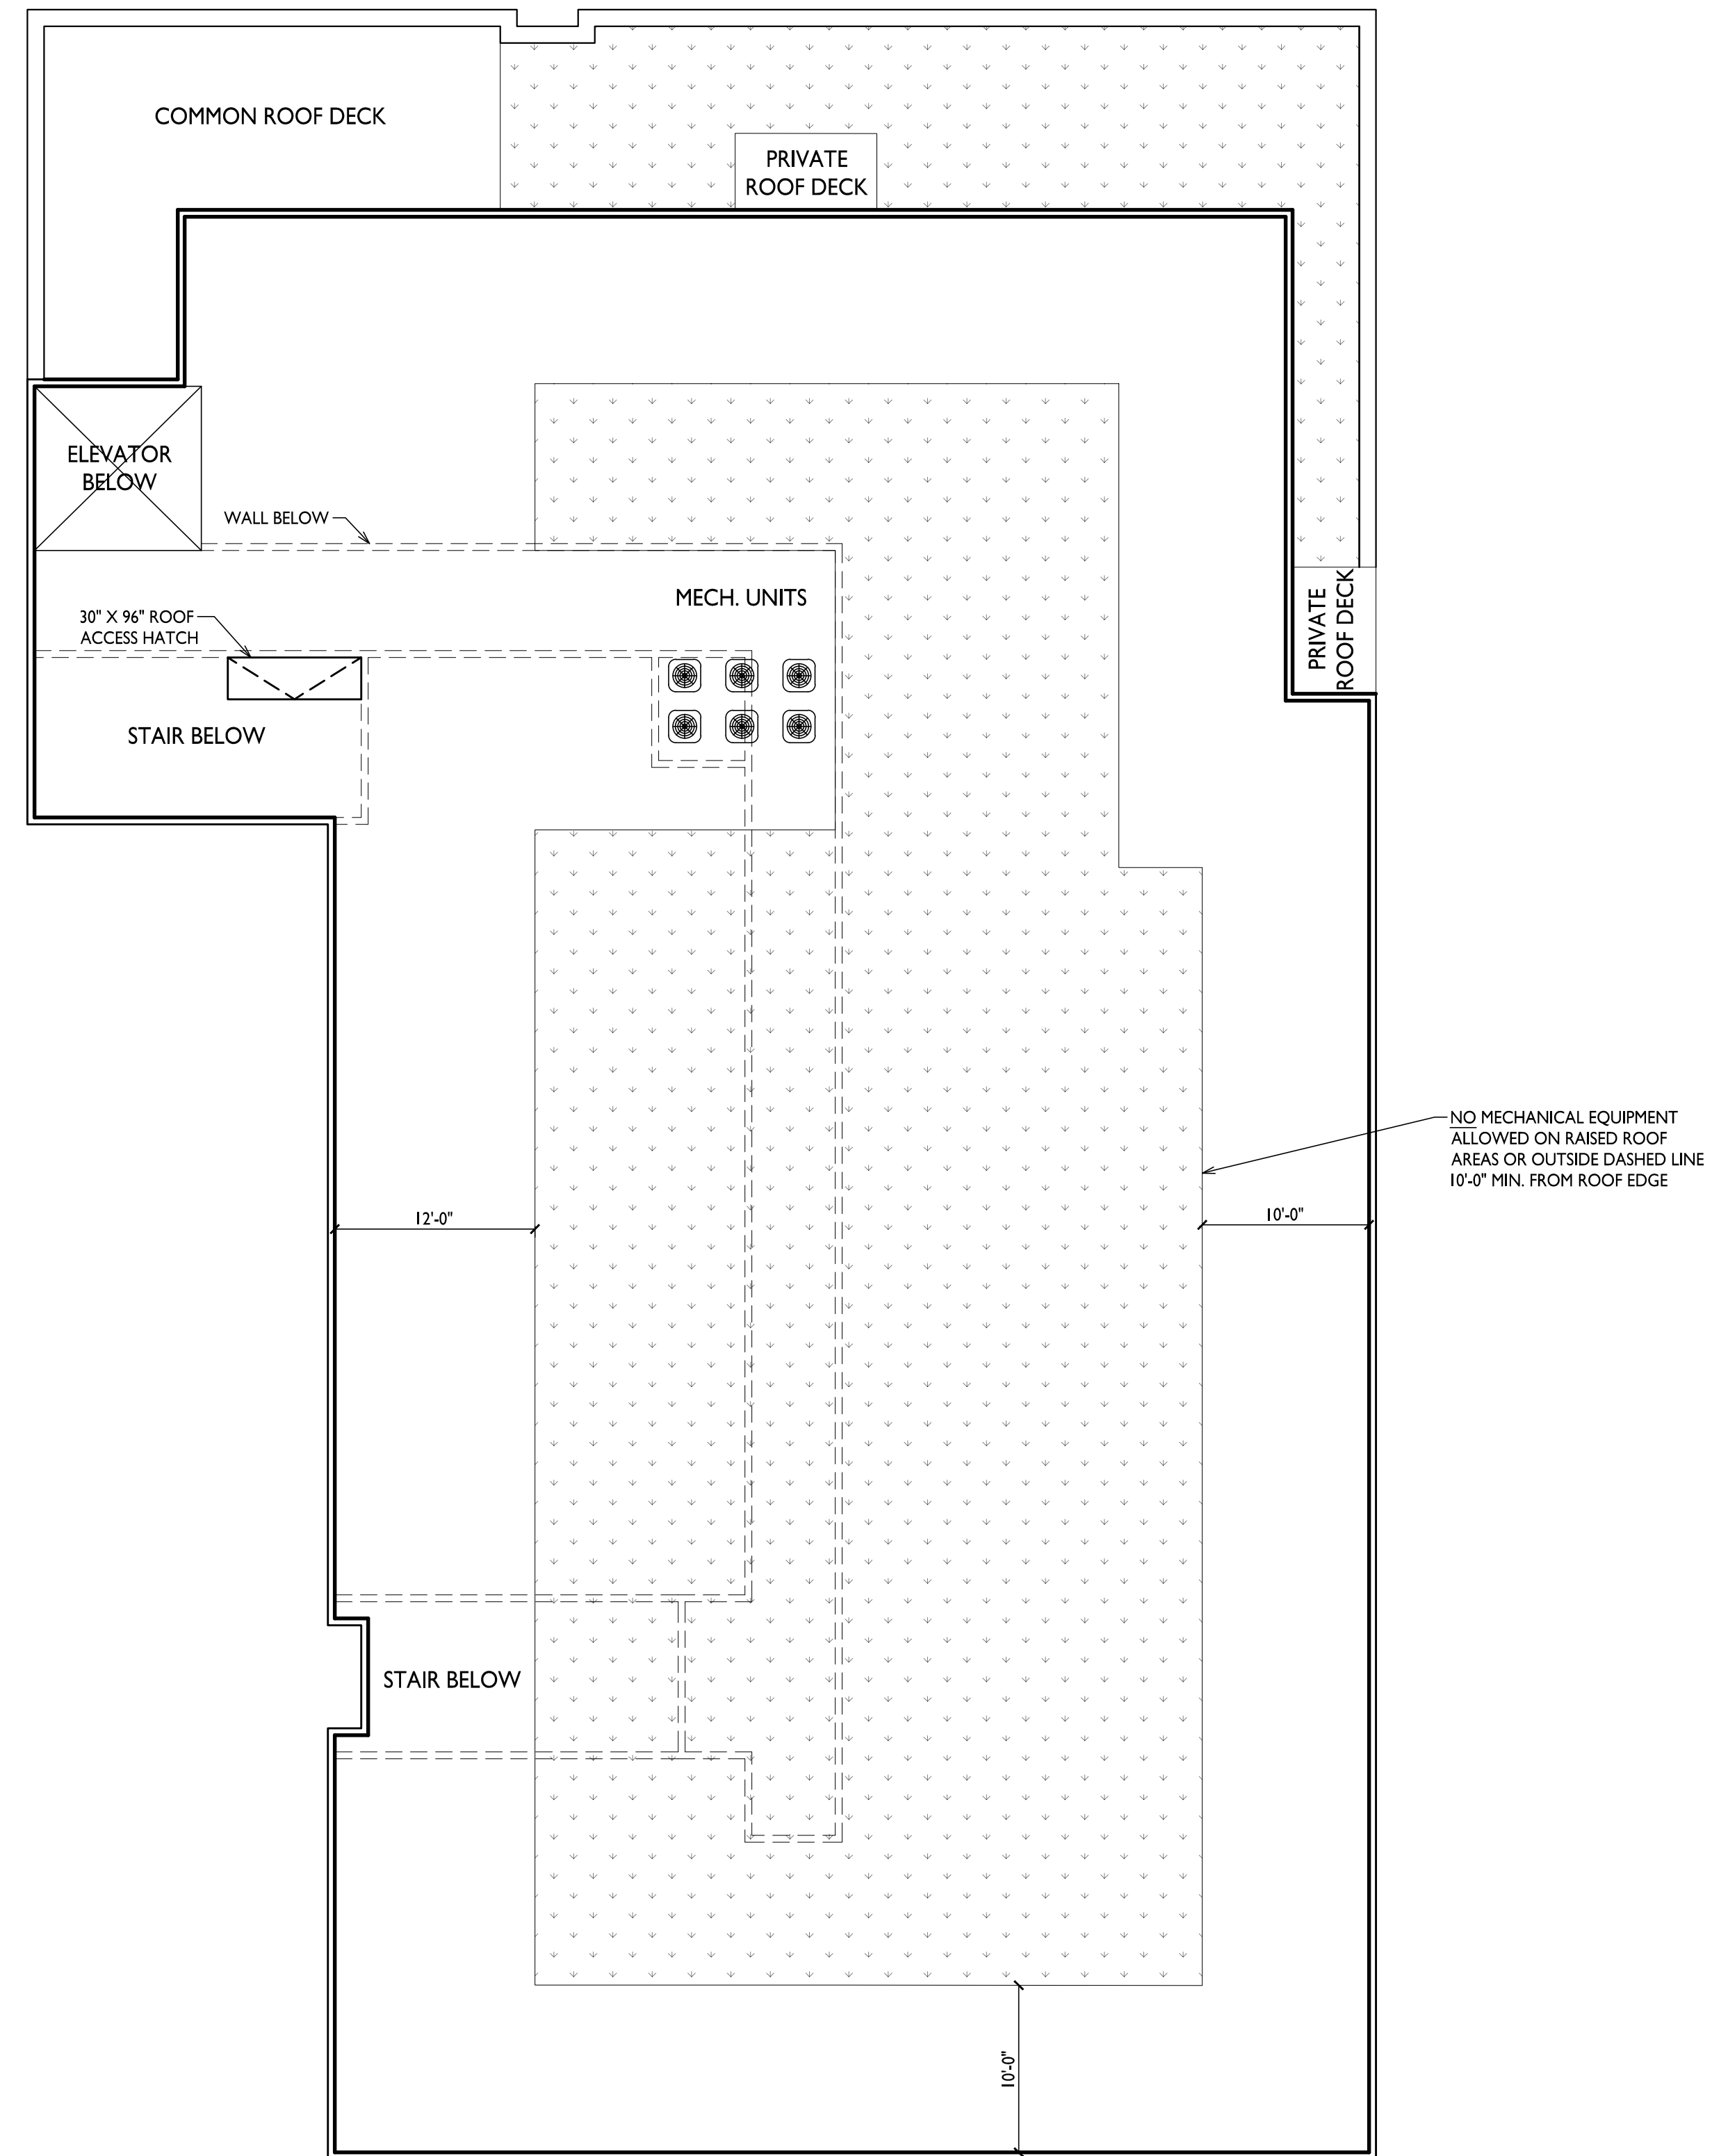 COMMON ROOF DECK
PRIVATE
ROOF DECK
ELEVATOR
BELOW
WALL BELOW
MECH. UNITS
PRIVATE
ROOF DECK
30" X 96" ROOF
ACCESS HATCH
STAIR BELOW
NO MECHANICAL EQUIPMENT
ALLOWED ON RAISED ROOF
AREAS OR OUTSIDE DASHED LINE
10'-0" MIN. FROM ROOF EDGE
12'-0"
10'-0"
STAIR BELOW
10'-0"